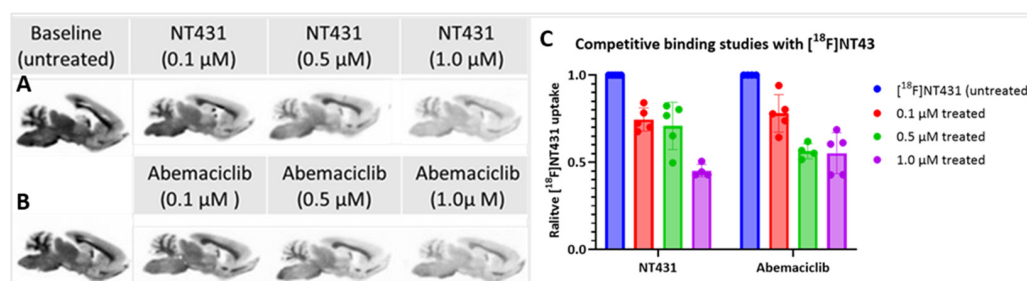 Baseline
(untreated)
NT431
(0.1 µM)
NT431
(0.5 µM)
NT431
(1.0 µM)
A
Abemaciclib
(0.1 µM )
Abemaciclib
(0.5 µM)
Abemaciclib
(1.0µ M)
B
C
Competitive binding studies with [¹⁸F]NT43
Ralitve [¹⁸F]NT431 uptake
1.0
0.5
0.0
NT431
Abemaciclib
[¹⁸F]NT431 (untreated
0.1 µM treated
0.5 µM treated
1.0 µM treated